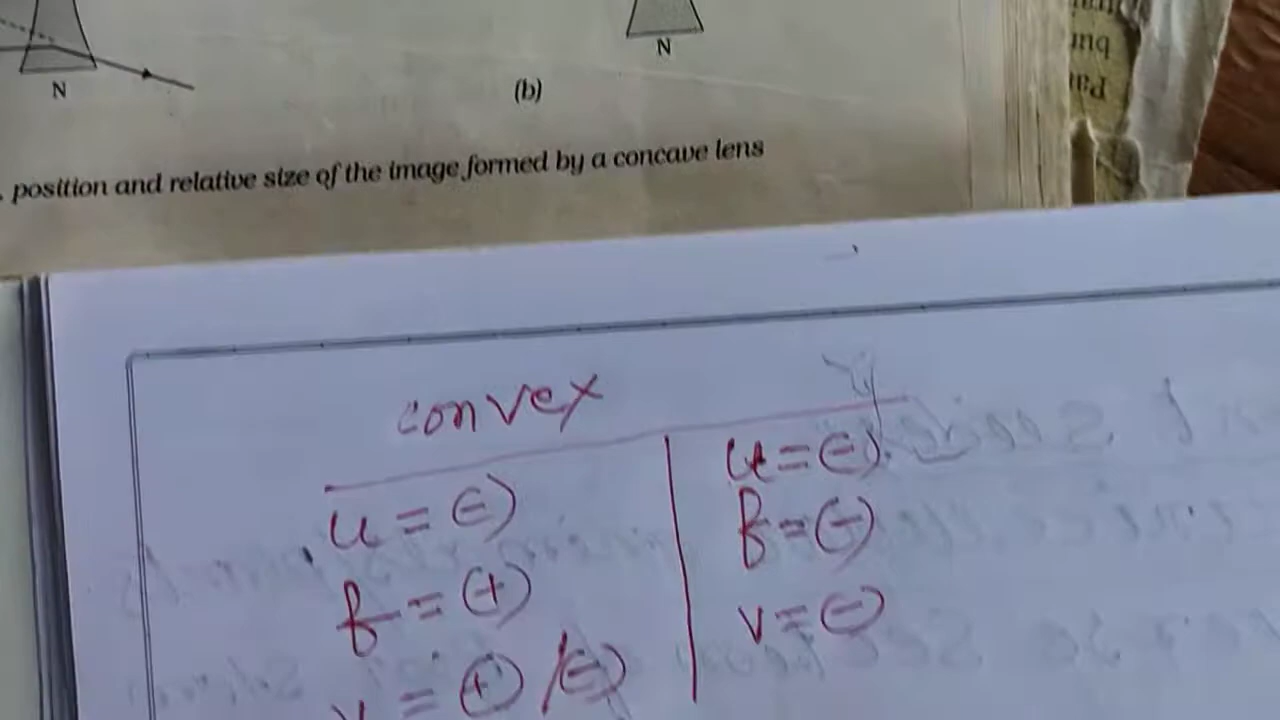 N
N
(b)
position and relative size of the image formed by a concave lens
convex
u = (-)
f = (+)
v = (+) / (-)
u = (-)
f = (-)
v = (-)